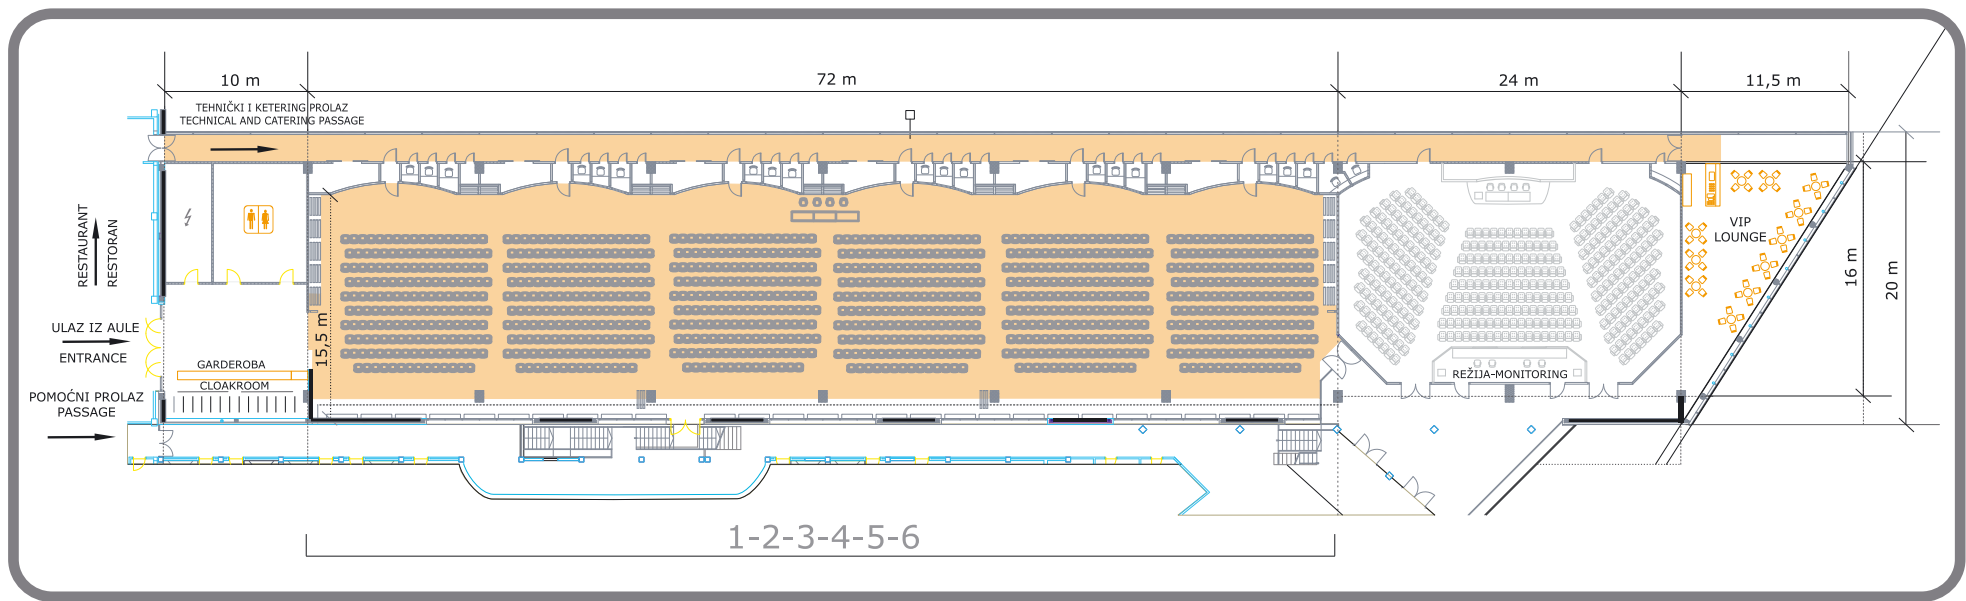 10 m
72 m
24 m
11,5 m
TEHNIČKI I KETERING PROLAZ
TECHNICAL AND CATERING PASSAGE
RESTAURANT
RESTORAN
VIP
LOUNGE
16 m
20 m
15,5 m
ULAZ IZ AULE
ENTRANCE
GARDEROBA
CLOAKROOM
POMOĆNI PROLAZ
PASSAGE
REŽIJA-MONITORING
1-2-3-4-5-6